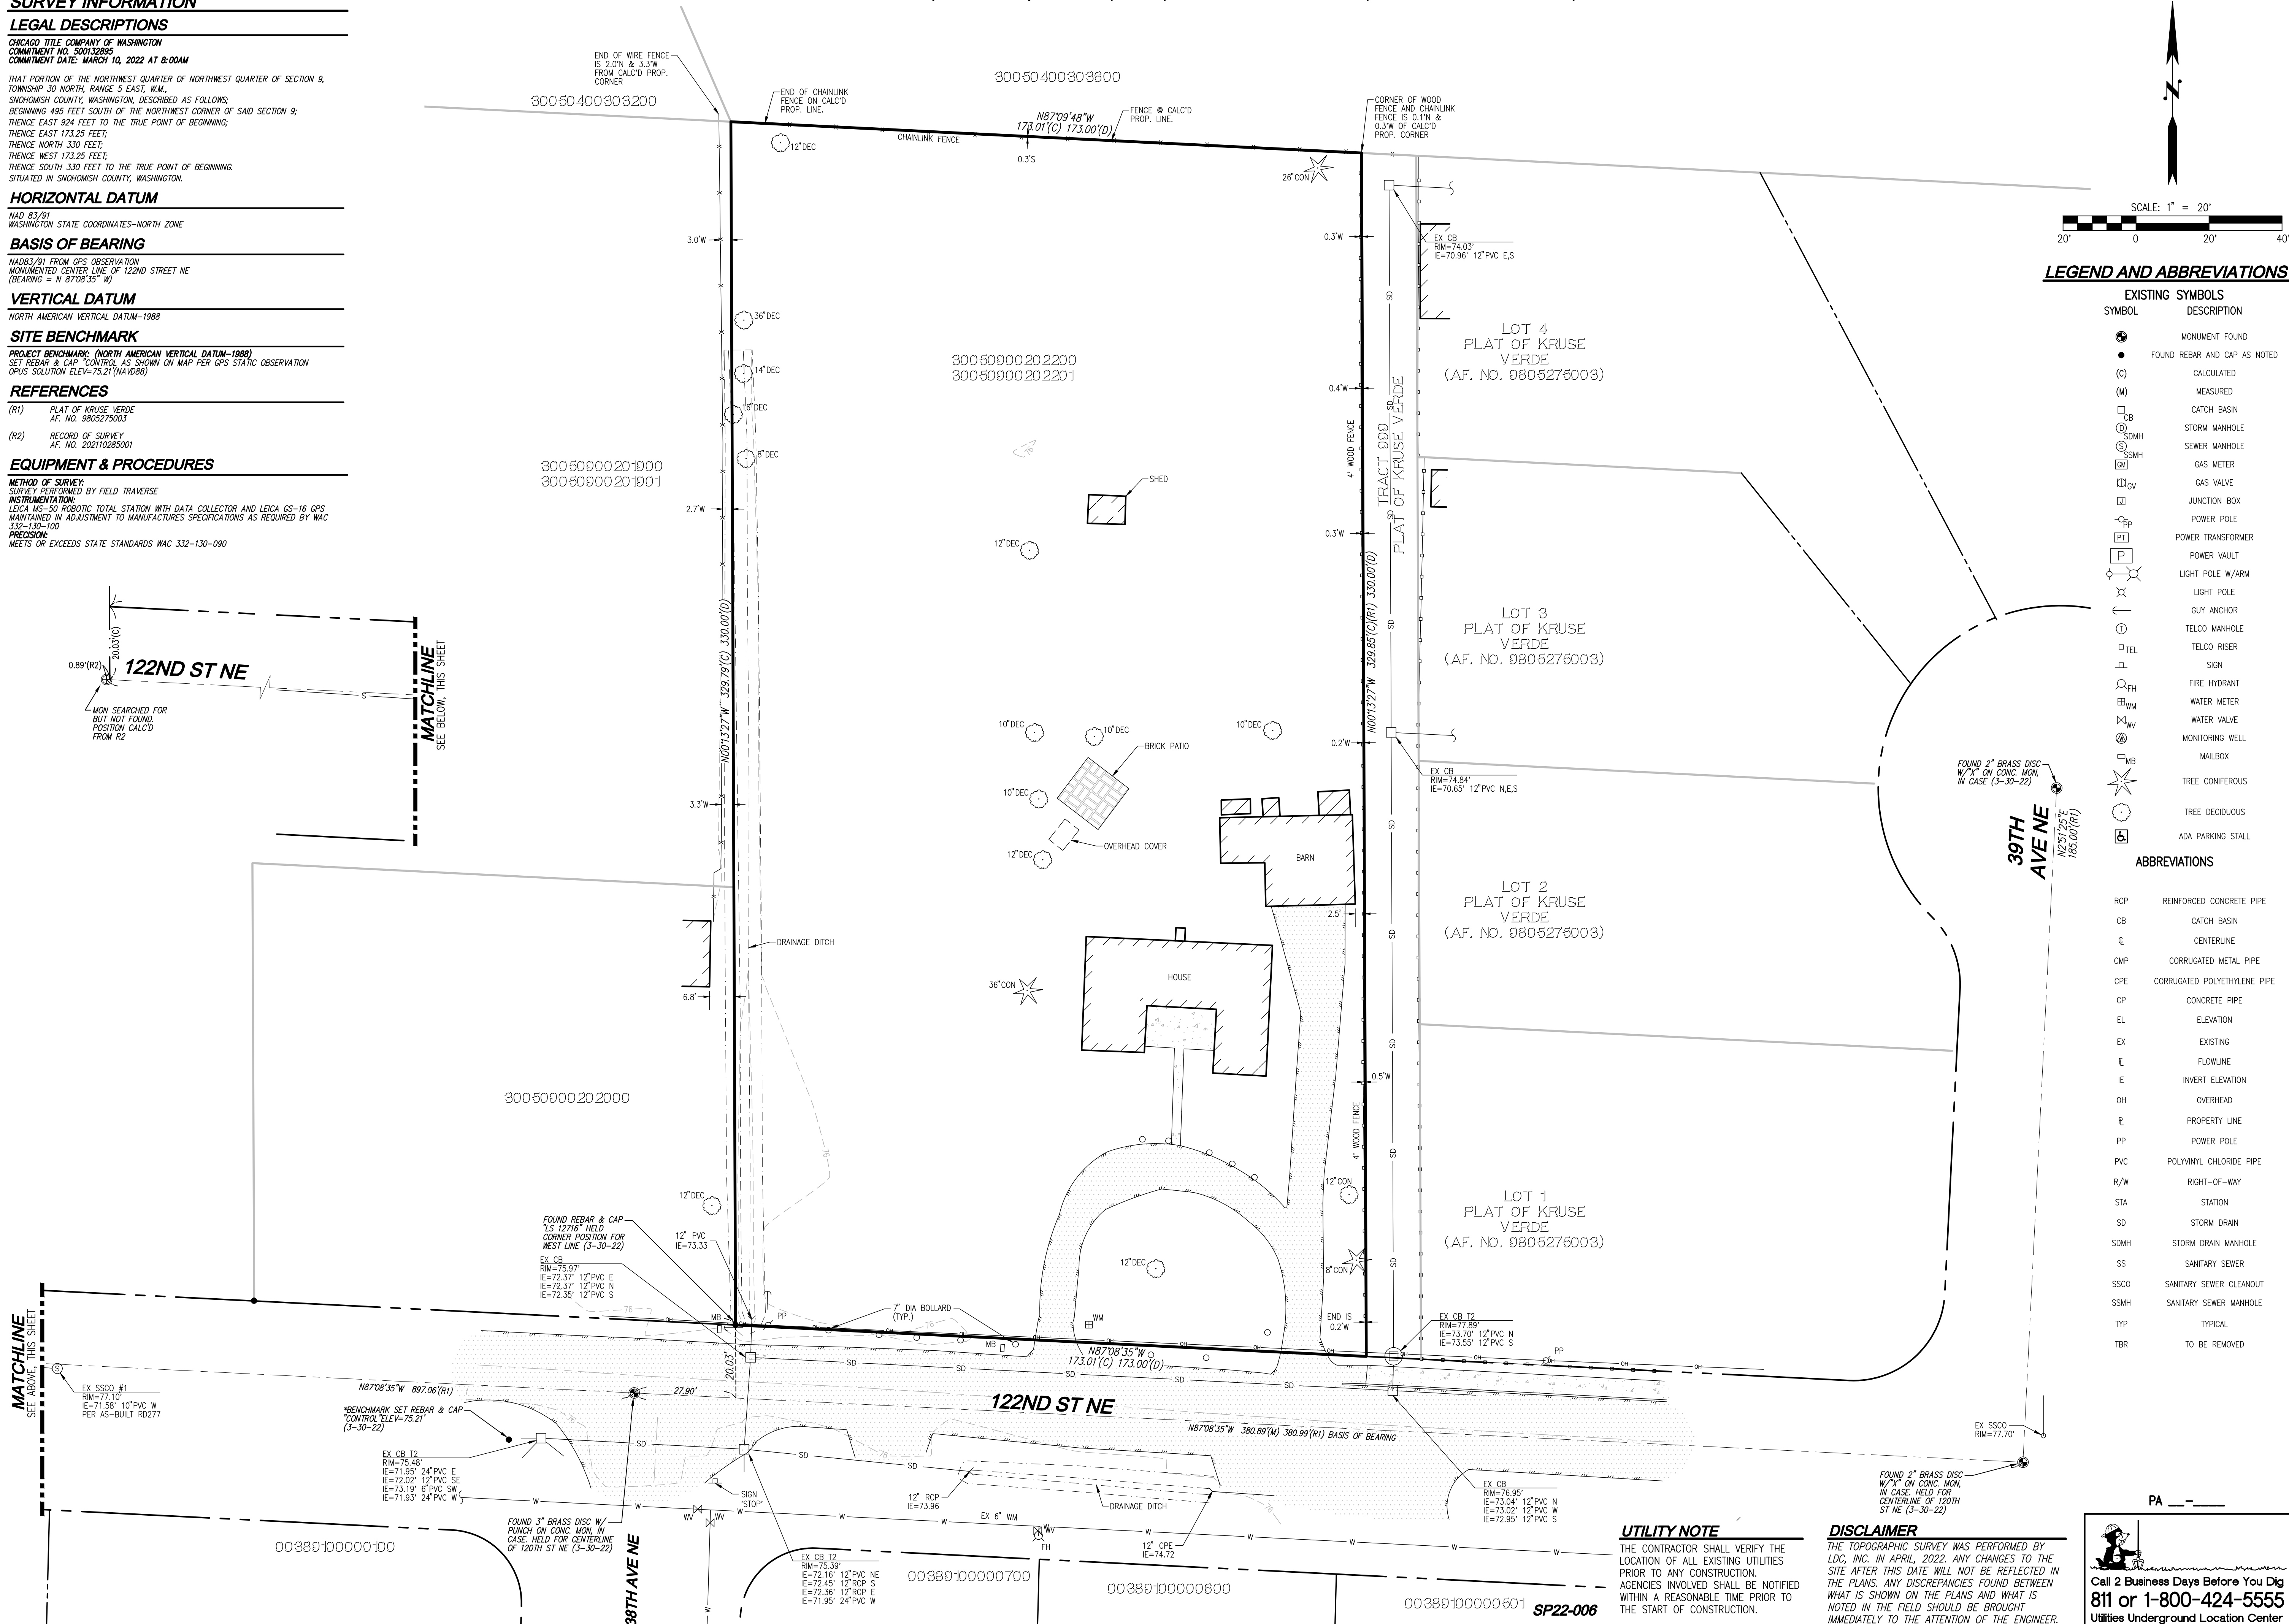 SURVEY INFORMATION
LEGAL DESCRIPTIONS
CHICAGO TITLE COMPANY OF WASHINGTON
COMMITMENT NO. 500132895
COMMITMENT DATE: MARCH 10, 2022 AT 8:00AM
THAT PORTION OF THE NORTHWEST QUARTER OF NORTHWEST QUARTER OF SECTION 9,
TOWNSHIP 30 NORTH, RANGE 5 EAST, W.M.,
SNOHOMISH COUNTY, WASHINGTON, DESCRIBED AS FOLLOWS;
BEGINNING 495 FEET SOUTH OF THE NORTHWEST CORNER OF SAID SECTION 9;
THENCE EAST 924 FEET TO THE TRUE POINT OF BEGINNING;
THENCE EAST 173.25 FEET;
THENCE NORTH 330 FEET;
THENCE WEST 173.25 FEET;
THENCE SOUTH 330 FEET TO THE TRUE POINT OF BEGINNING.
SITUATED IN SNOHOMISH COUNTY, WASHINGTON.
HORIZONTAL DATUM
NAD 83/91
WASHINGTON STATE COORDINATES-NORTH ZONE
BASIS OF BEARING
NAD83/91 FROM GPS OBSERVATION
MONUMENTED CENTER LINE OF 122ND STREET NE
(BEARING = N 87°08'35" W)
VERTICAL DATUM
NORTH AMERICAN VERTICAL DATUM-1988
SITE BENCHMARK
PROJECT BENCHMARK: (NORTH AMERICAN VERTICAL DATUM-1988)
SET REBAR & CAP "CONTROL AS SHOWN ON MAP PER GPS STATIC OBSERVATION
OPUS SOLUTION ELEV=75.21'(NAVD88)
REFERENCES
(R1) PLAT OF KRUSE VERDE
AF. NO. 9805275003
(R2) RECORD OF SURVEY
AF. NO. 202110285001
EQUIPMENT & PROCEDURES
METHOD OF SURVEY:
SURVEY PERFORMED BY FIELD TRAVERSE
INSTRUMENTATION:
LEICA MS-50 ROBOTIC TOTAL STATION WITH DATA COLLECTOR AND LEICA GS-16 GPS
MAINTAINED IN ADJUSTMENT TO MANUFACTURES SPECIFICATIONS AS REQUIRED BY WAC
332-130-100
PRECISION:
MEETS OR EXCEEDS STATE STANDARDS WAC 332-130-090
0.89'(R2)
20.03'(C)
122ND ST NE
S
MON SEARCHED FOR
BUT NOT FOUND.
POSITION CALC'D
FROM R2
MATCHLINE
SEE BELOW, THIS SHEET
END OF WIRE FENCE
IS 2.0'N & 3.3'W
FROM CALC'D PROP.
CORNER
30050400303200
END OF CHAINLINK
FENCE ON CALC'D
PROP. LINE.
30050400303600
N87°09'48"W
173.01'(C) 173.00'(D)
FENCE @ CALC'D
PROP. LINE.
CHAINLINK FENCE
0.3'S
CORNER OF WOOD
FENCE AND CHAINLINK
FENCE IS 0.1'N &
0.3'W OF CALC'D
PROP. CORNER
12"DEC
26"CON
3.0'W
0.3'W
EX CB
RIM=74.03'
IE=70.96' 12"PVC E,S
36"DEC
14"DEC
16"DEC
8"DEC
30050900202200
30050900202201
0.4'W
4' WOOD FENCE
TRACT 999
PLAT OF KRUSE VERDE
SD
SD
SD
LOT 4
PLAT OF KRUSE
VERDE
(AF. NO. 9805275003)
76
30050900201900
30050900201901
SHED
2.7'W
12"DEC
0.3'W
N00°13'27"W 329.79'(C) 330.00'(D)
N00°13'27"W 329.85'(C)(R1) 330.00'(D)
SD
LOT 3
PLAT OF KRUSE
VERDE
(AF. NO. 9805275003)
10"DEC
10"DEC
10"DEC
BRICK PATIO
0.2'W
EX CB
RIM=74.84'
IE=70.65' 12"PVC N,E,S
3.3'W
10"DEC
OVERHEAD COVER
12"DEC
BARN
SD
2.5'
SD
LOT 2
PLAT OF KRUSE
VERDE
(AF. NO. 9805275003)
DRAINAGE DITCH
6.8'
36"CON
HOUSE
SD
0.5'W
30050900202000
4' WOOD FENCE
76
SD
12"DEC
12"CON
LOT 1
PLAT OF KRUSE
VERDE
(AF. NO. 9805275003)
FOUND REBAR & CAP
"LS 12716" HELD
CORNER POSITION FOR
WEST LINE (3-30-22)
12" PVC
IE=73.33
EX CB
RIM=75.97'
IE=72.37' 12"PVC E
IE=72.37' 12"PVC N
IE=72.35' 12"PVC S
12"DEC
8"CON
SD
76
MB
PP
7" DIA BOLLARD
(TYP.)
76
WM
MB
END IS
0.2'W
EX CB T2
RIM=77.89'
IE=73.70' 12"PVC N
IE=73.55' 12"PVC S
OH
OH
OH
OH
OH
OH
OH
OH
PP
N87°08'35"W
173.01'(C) 173.00'(D)
20.03'
SD
SD
SD
SD
MATCHLINE
SEE ABOVE, THIS SHEET
S
EX SSCO #1
RIM=77.10'
IE=71.58' 10"PVC W
PER AS-BUILT RD277
N87°08'35"W 897.06'(R1)
27.90'
122ND ST NE
N87°08'35"W 380.89'(M) 380.99'(R1) BASIS OF BEARING
*BENCHMARK SET REBAR & CAP
"CONTROL"ELEV=75.21'
(3-30-22)
76
SD
SD
SD
76
EX CB T2
RIM=75.48'
IE=71.95' 24"PVC E
IE=72.02' 12"PVC SE
IE=73.19' 6"PVC SW
IE=71.93' 24"PVC W
SIGN
'STOP'
12" RCP
IE=73.96
DRAINAGE DITCH
76
EX CB
RIM=76.95'
IE=73.04' 12"PVC N
IE=73.02' 12"PVC W
IE=72.95' 12"PVC S
W
W
W
W
W
W
W
W
W
W
WV
WV
EX 6" WM
WV
FH
12" CPE
IE=74.72
FOUND 3" BRASS DISC W/
PUNCH ON CONC. MON, IN
CASE. HELD FOR CENTERLINE
OF 120TH ST NE (3-30-22)
38TH AVE NE
EX CB T2
RIM=75.39'
IE=72.16' 12"PVC NE
IE=72.45' 12"RCP S
IE=72.36' 12"RCP E
IE=71.95' 24"PVC W
00389100000100
00389100000700
00389100000600
00389100000501
SP22-006
FOUND 2" BRASS DISC
W/"X" ON CONC. MON,
IN CASE (3-30-22)
39TH
AVE NE
N2°51'25"E
185.00'(R1)
EX SSCO
RIM=77.70'
FOUND 2" BRASS DISC
W/"X" ON CONC. MON,
IN CASE. HELD FOR
CENTERLINE OF 120TH
ST NE (3-30-22)
N
SCALE: 1" = 20'
20' 0 20' 40'
LEGEND AND ABBREVIATIONS
EXISTING SYMBOLS
SYMBOL DESCRIPTION
MONUMENT FOUND
FOUND REBAR AND CAP AS NOTED
(C) CALCULATED
(M) MEASURED
CB CATCH BASIN
D SDMH STORM MANHOLE
S SSMH SEWER MANHOLE
GM GAS METER
GV GAS VALVE
J JUNCTION BOX
PP POWER POLE
PT POWER TRANSFORMER
P POWER VAULT
LIGHT POLE W/ARM
LIGHT POLE
GUY ANCHOR
T TELCO MANHOLE
TEL TELCO RISER
SIGN
FH FIRE HYDRANT
WM WATER METER
WV WATER VALVE
MONITORING WELL
MB MAILBOX
TREE CONIFEROUS
TREE DECIDUOUS
ADA PARKING STALL
ABBREVIATIONS
RCP REINFORCED CONCRETE PIPE
CB CATCH BASIN
℄ CENTERLINE
CMP CORRUGATED METAL PIPE
CPE CORRUGATED POLYETHYLENE PIPE
CP CONCRETE PIPE
EL ELEVATION
EX EXISTING
FLOWLINE
IE INVERT ELEVATION
OH OVERHEAD
PROPERTY LINE
PP POWER POLE
PVC POLYVINYL CHLORIDE PIPE
R/W RIGHT-OF-WAY
STA STATION
SD STORM DRAIN
SDMH STORM DRAIN MANHOLE
SS SANITARY SEWER
SSCO SANITARY SEWER CLEANOUT
SSMH SANITARY SEWER MANHOLE
TYP TYPICAL
TBR TO BE REMOVED
PA __-____
UTILITY NOTE
THE CONTRACTOR SHALL VERIFY THE
LOCATION OF ALL EXISTING UTILITIES
PRIOR TO ANY CONSTRUCTION.
AGENCIES INVOLVED SHALL BE NOTIFIED
WITHIN A REASONABLE TIME PRIOR TO
THE START OF CONSTRUCTION.
DISCLAIMER
THE TOPOGRAPHIC SURVEY WAS PERFORMED BY
LDC, INC. IN APRIL, 2022. ANY CHANGES TO THE
SITE AFTER THIS DATE WILL NOT BE REFLECTED IN
THE PLANS. ANY DISCREPANCIES FOUND BETWEEN
WHAT IS SHOWN ON THE PLANS AND WHAT IS
NOTED IN THE FIELD SHOULD BE BROUGHT
IMMEDIATELY TO THE ATTENTION OF THE ENGINEER.
Call 2 Business Days Before You Dig
811 or 1-800-424-5555
Utilities Underground Location Center